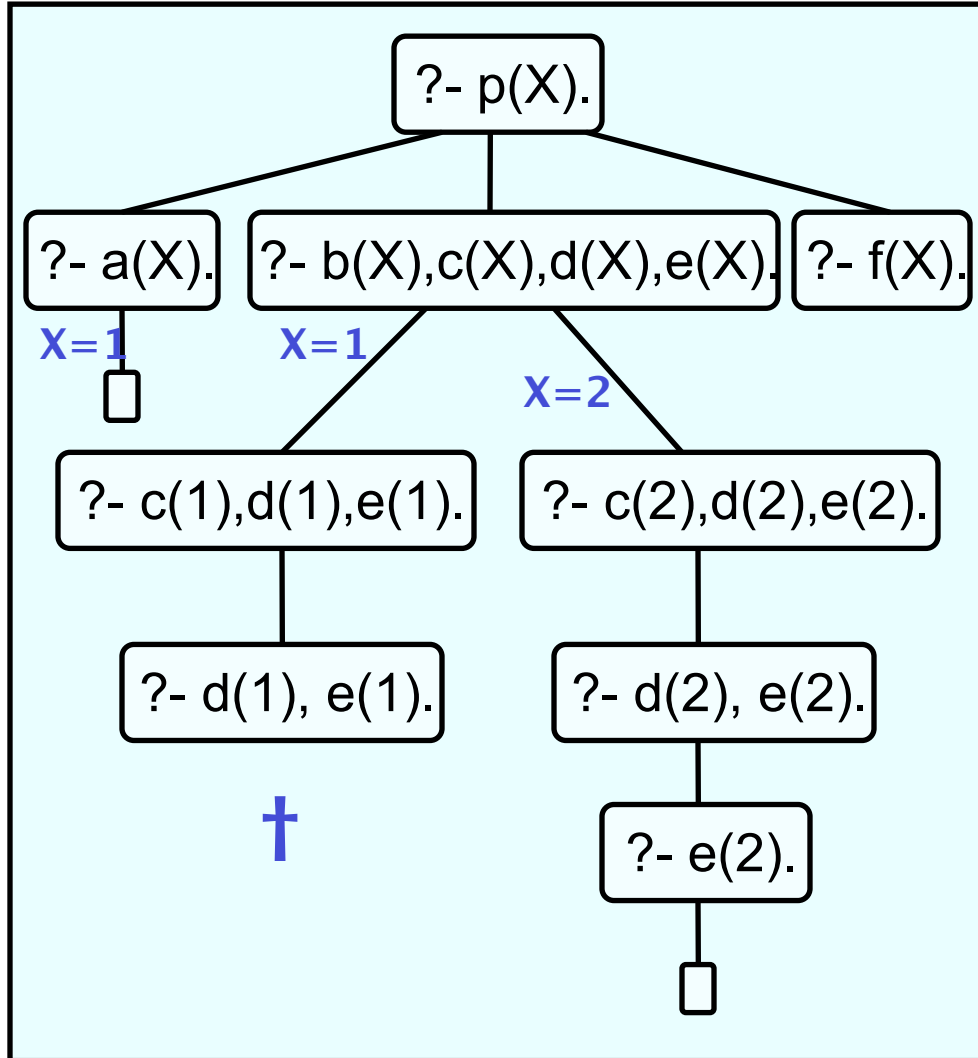 ?- p(X).
?- a(X).
?- b(X),c(X),d(X),e(X).
?- f(X).
X=1
X=1
X=2
?- c(1),d(1),e(1).
?- c(2),d(2),e(2).
?- d(1), e(1).
?- d(2), e(2).
†
?- e(2).